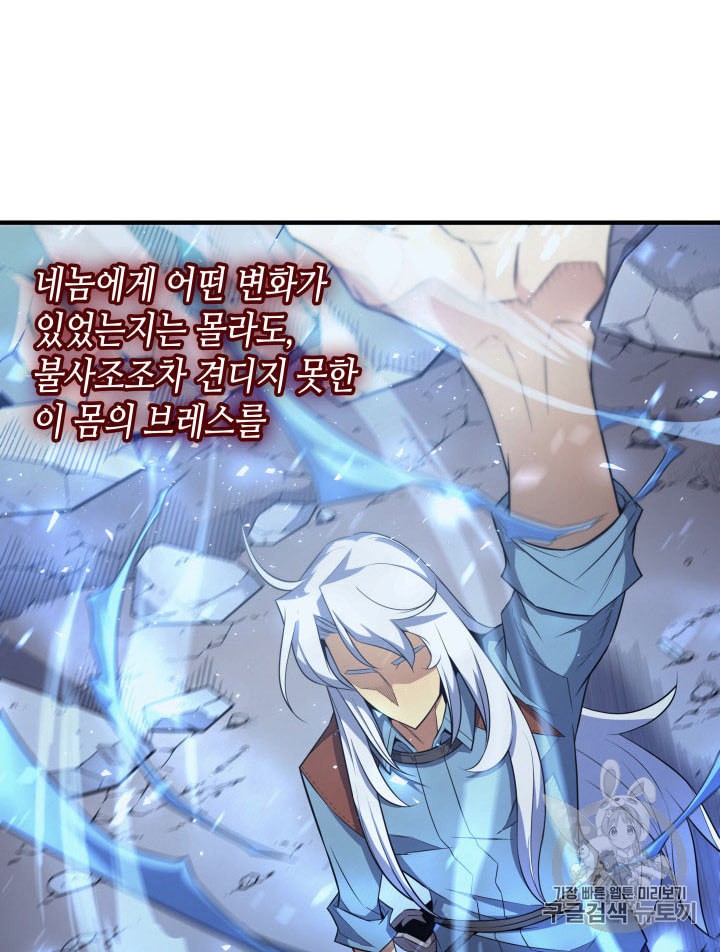 네놈에게 어떤 변화가
있었는지는 몰라도,
불사조조차 견디지 못한
이 몸의 브레스를
가장 빠른 웹툰 미리보기
구글검색 뉴토끼